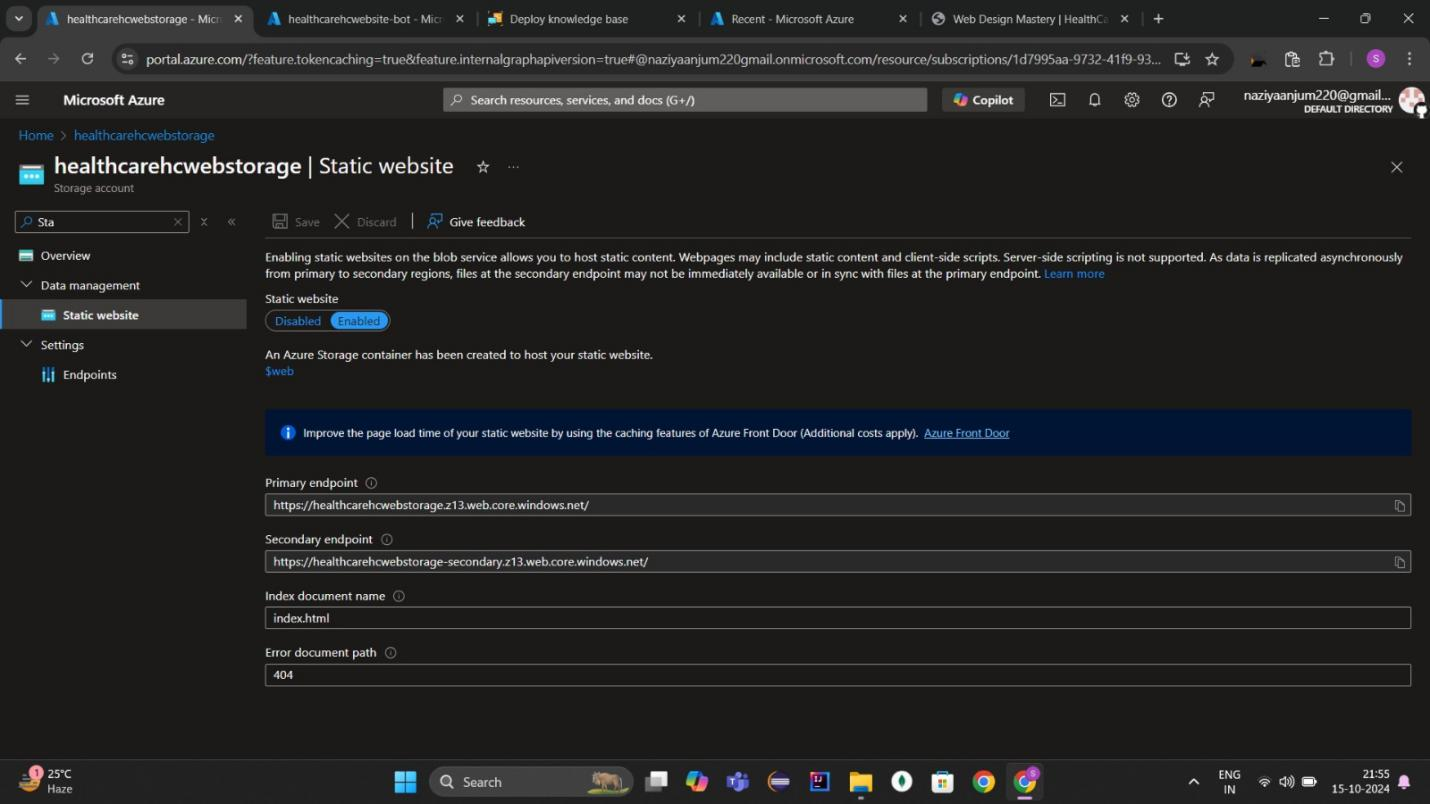 healthcarehcwebstorage - Micr
healthcarehcwebsite-bot - Micr
Deploy knowledge base
Recent - Microsoft Azure
Web Design Mastery | HealthCa
portal.azure.com/?feature.tokencaching=true&feature.internalgraphapiversion=true#@naziyaanjum220gmail.onmicrosoft.com/resource/subscriptions/1d7995aa-9732-41f9-93...
S
Microsoft Azure
Search resources, services, and docs (G+/)
Copilot
naziyaanjum220@gmail...
DEFAULT DIRECTORY
Home > healthcarehcwebstorage
healthcarehcwebstorage | Static website
Storage account
Sta
Save
Discard
Give feedback
Overview
Data management
Static website
Settings
Endpoints
Enabling static websites on the blob service allows you to host static content. Webpages may include static content and client-side scripts. Server-side scripting is not supported. As data is replicated asynchronously
from primary to secondary regions, files at the secondary endpoint may not be immediately available or in sync with files at the primary endpoint. Learn more
Static website
Disabled Enabled
An Azure Storage container has been created to host your static website.
$web
Improve the page load time of your static website by using the caching features of Azure Front Door (Additional costs apply). Azure Front Door
Primary endpoint
https://healthcarehcwebstorage.z13.web.core.windows.net/
Secondary endpoint
https://healthcarehcwebstorage-secondary.z13.web.core.windows.net/
Index document name
index.html
Error document path
404
1
25°C
Haze
Search
S
ENG
IN
21:55
15-10-2024